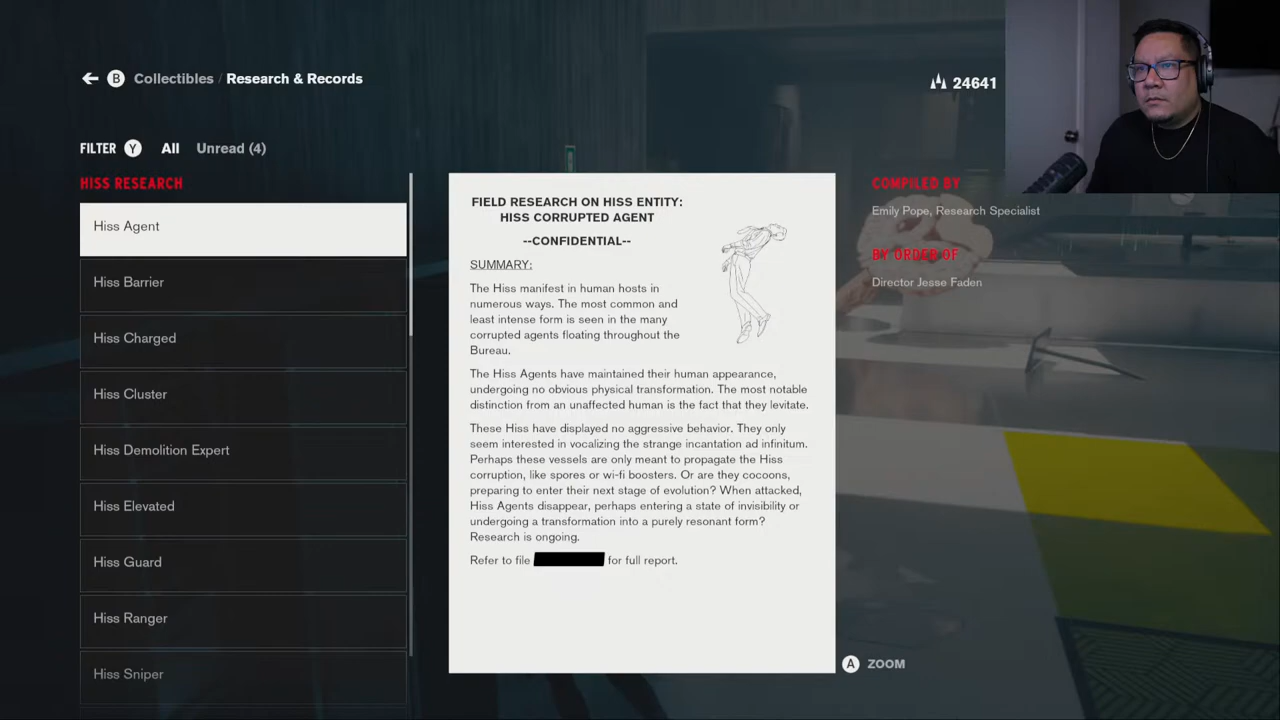 B Collectibles / Research & Records
24641
FILTER Y All Unread (4)
HISS RESEARCH
Hiss Agent
Hiss Barrier
Hiss Charged
Hiss Cluster
Hiss Demolition Expert
Hiss Elevated
Hiss Guard
Hiss Ranger
Hiss Sniper
FIELD RESEARCH ON HISS ENTITY:
HISS CORRUPTED AGENT
--CONFIDENTIAL--
SUMMARY:
The Hiss manifest in human hosts in
numerous ways. The most common and
least intense form is seen in the many
corrupted agents floating throughout the
Bureau.
The Hiss Agents have maintained their human appearance,
undergoing no obvious physical transformation. The most notable
distinction from an unaffected human is the fact that they levitate.
These Hiss have displayed no aggressive behavior. They only
seem interested in vocalizing the strange incantation ad infinitum.
Perhaps these vessels are only meant to propagate the Hiss
corruption, like spores or wi-fi boosters. Or are they cocoons,
preparing to enter their next stage of evolution? When attacked,
Hiss Agents disappear, perhaps entering a state of invisibility or
undergoing a transformation into a purely resonant form?
Research is ongoing.
Refer to file for full report.
COMPILED BY
Emily Pope, Research Specialist
BY ORDER OF
Director Jesse Faden
A ZOOM